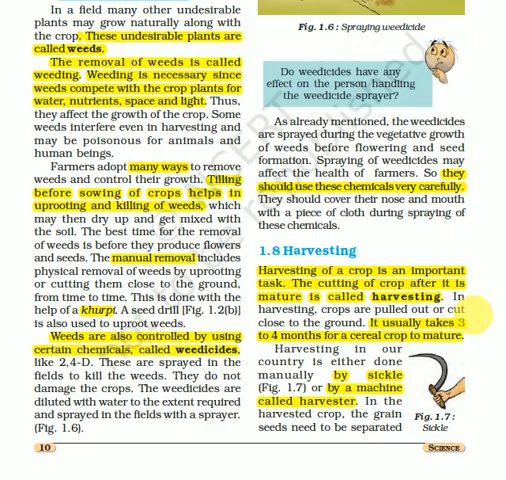 In a field many other undesirable
plants may grow naturally along with
the crop. These undesirable plants are
called weeds.
The removal of weeds is called
weeding. Weeding is necessary since
weeds compete with the crop plants for
water, nutrients, space and light. Thus,
they affect the growth of the crop. Some
weeds interfere even in harvesting and
may be poisonous for animals and
human beings.
Farmers adopt many ways to remove
weeds and control their growth. Tilling
before sowing of crops helps in
uprooting and killing of weeds, which
may then dry up and get mixed with
the soil. The best time for the removal
of weeds is before they produce flowers
and seeds. The manual removal includes
physical removal of weeds by uprooting
or cutting them close to the ground,
from time to time. This is done with the
help of a khurpi. A seed drill [Fig. 1.2(b)]
is also used to uproot weeds.
Weeds are also controlled by using
certain chemicals, called weedicides,
like 2,4-D. These are sprayed in the
fields to kill the weeds. They do not
damage the crops. The weedicides are
diluted with water to the extent required
and sprayed in the fields with a sprayer.
(Fig. 1.6).
10
Fig. 1.6 : Spraying weedicide
Do weedicides have any
effect on the person handling
the weedicide sprayer?
As already mentioned, the weedicides
are sprayed during the vegetative growth
of weeds before flowering and seed
formation. Spraying of weedicides may
affect the health of farmers. So they
should use these chemicals very carefully.
They should cover their nose and mouth
with a piece of cloth during spraying of
these chemicals.
1.8 Harvesting
Harvesting of a crop is an important
task. The cutting of crop after it is
mature is called harvesting. In
harvesting, crops are pulled out or cut
close to the ground. It usually takes 3
to 4 months for a cereal crop to mature.
Harvesting in our
country is either done
manually by sickle
(Fig. 1.7) or by a machine
called harvester. In the
harvested crop, the grain
seeds need to be separated
Fig. 1.7 :
Sickle
SCIENCE